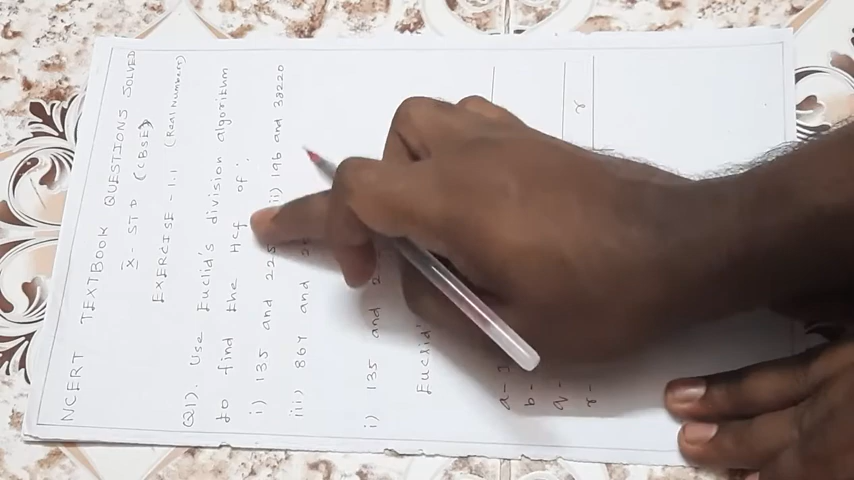 NCERT TEXTBOOK QUESTIONS SOLVED
X - STD (CBSE)
EXERCISE - 1.1 (Real Numbers)
Q1). Use Euclid's division algorithm
to find the HCf of:
i) 135 and 225 ii) 196 and 38220
iii) 867 and
i) 135 and
Euclid'
a-
b-
q-
r-
r